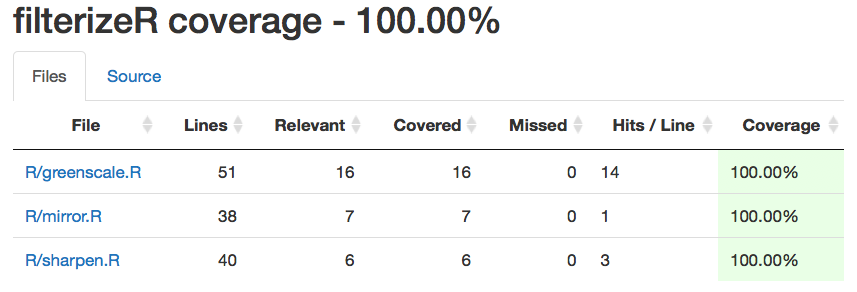 filterizeR coverage - 100.00%
Files Source
File Lines Relevant Covered Missed Hits / Line Coverage
R/greenscale.R 51 16 16 0 14 100.00%
R/mirror.R 38 7 7 0 1 100.00%
R/sharpen.R 40 6 6 0 3 100.00%